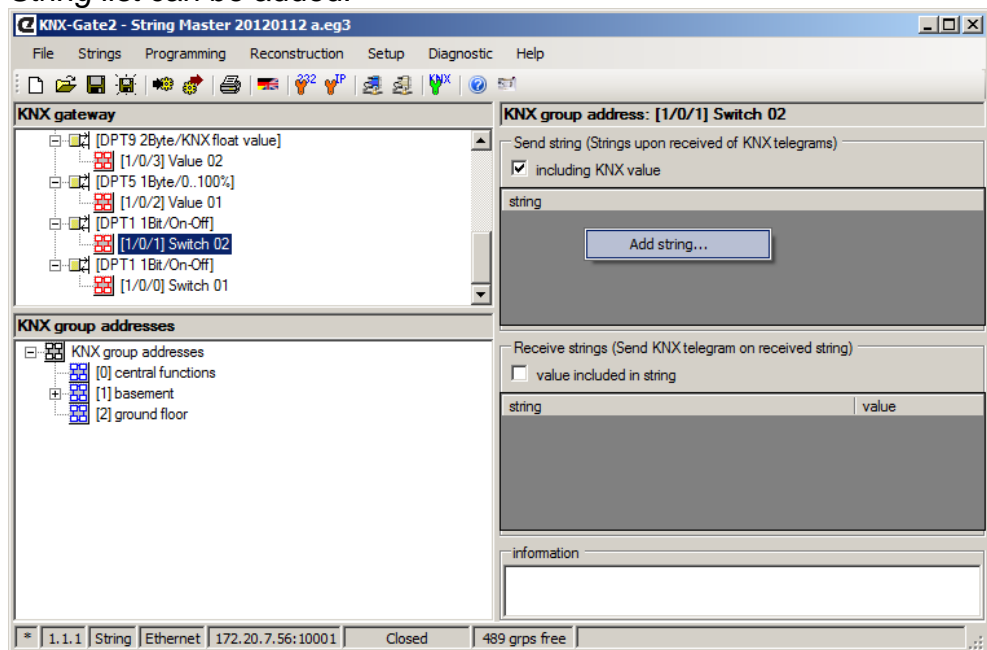 String list can be added.
KNX-Gate2 - String Master 20120112 a.eg3
File Strings Programming Reconstruction Setup Diagnostic Help
232 IP KNX
KNX gateway
[DPT9 2Byte/KNX float value]
[1/0/3] Value 02
[DPT5 1Byte/0..100%]
[1/0/2] Value 01
[DPT1 1Bit/On-Off]
[1/0/1] Switch 02
[DPT1 1Bit/On-Off]
[1/0/0] Switch 01
KNX group addresses
KNX group addresses
[0] central functions
[1] basement
[2] ground floor
KNX group address: [1/0/1] Switch 02
Send string (Strings upon received of KNX telegrams)
including KNX value
string
Add string...
Receive strings (Send KNX telegram on received string)
value included in string
string value
information
* 1.1.1 String Ethernet 172.20.7.56:10001 Closed 489 grps free